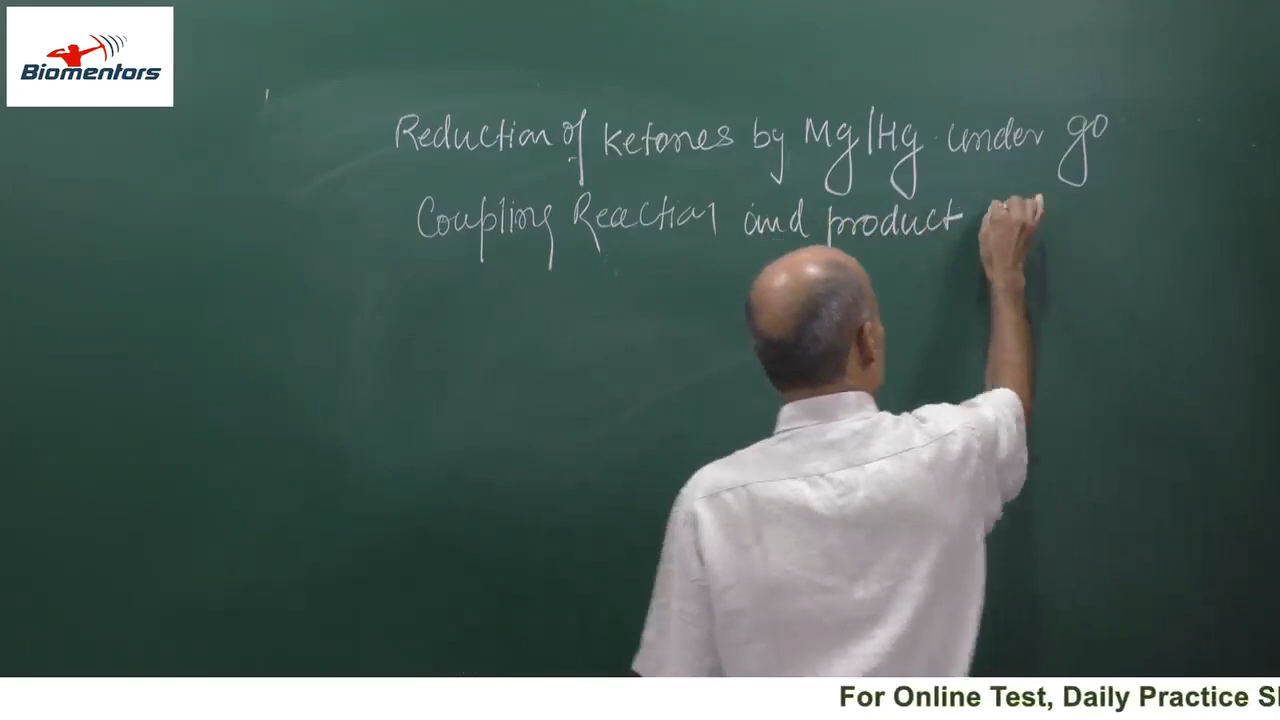 Biomentors
Reduction of ketones by Mg/Hg under go
Coupling Reaction and product
For Online Test, Daily Practice